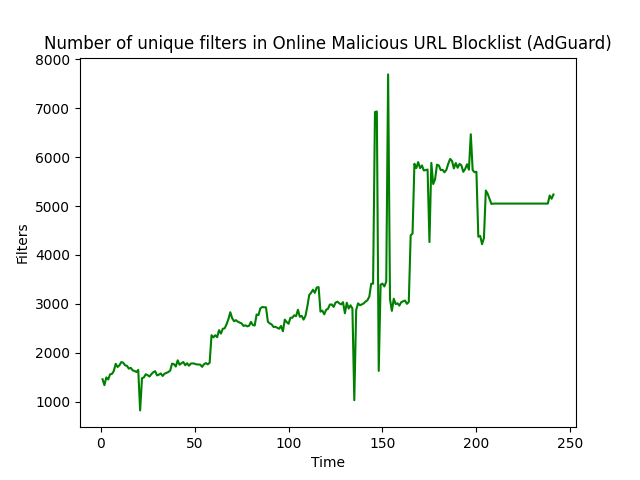 Number of unique filters in Online Malicious URL Blocklist (AdGuard)
8000
7000
6000
5000
4000
3000
2000
1000
Filters
0 50 100 150 200 250
Time